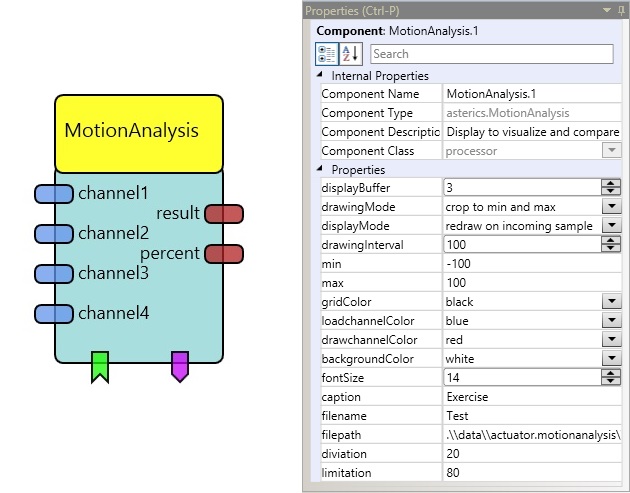 MotionAnalysis
channel1
result
channel2
percent
channel3
channel4
Properties (Ctrl-P)
Component: MotionAnalysis.1
A
Z
Search
Internal Properties
Component Name MotionAnalysis.1
Component Type asterics.MotionAnalysis
Component Descriptio Display to visualize and compare
Component Class processor
Properties
displayBuffer 3
drawingMode crop to min and max
displayMode redraw on incoming sample
drawingInterval 100
min -100
max 100
gridColor black
loadchannelColor blue
drawchannelColor red
backgroundColor white
fontSize 14
caption Exercise
filename Test
filepath .\\data\\actuator.motionanalysis\
diviation 20
limitation 80